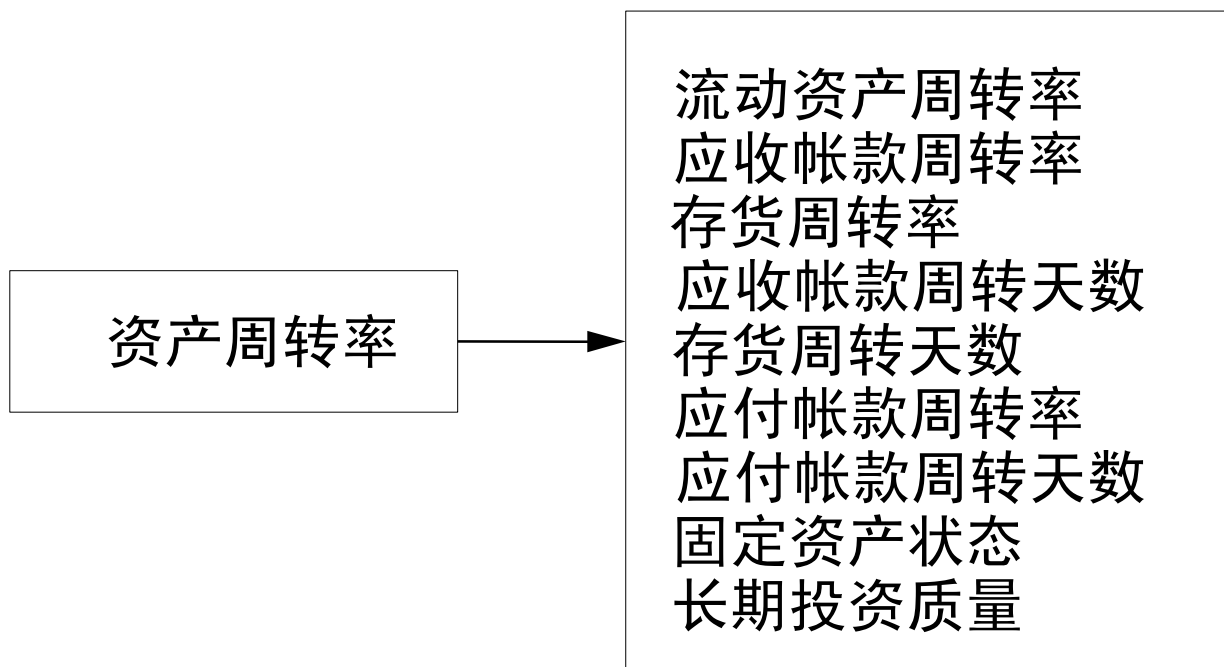 资产周转率
流动资产周转率
应收帐款周转率
存货周转率
应收帐款周转天数
存货周转天数
应付帐款周转率
应付帐款周转天数
固定资产状态
长期投资质量